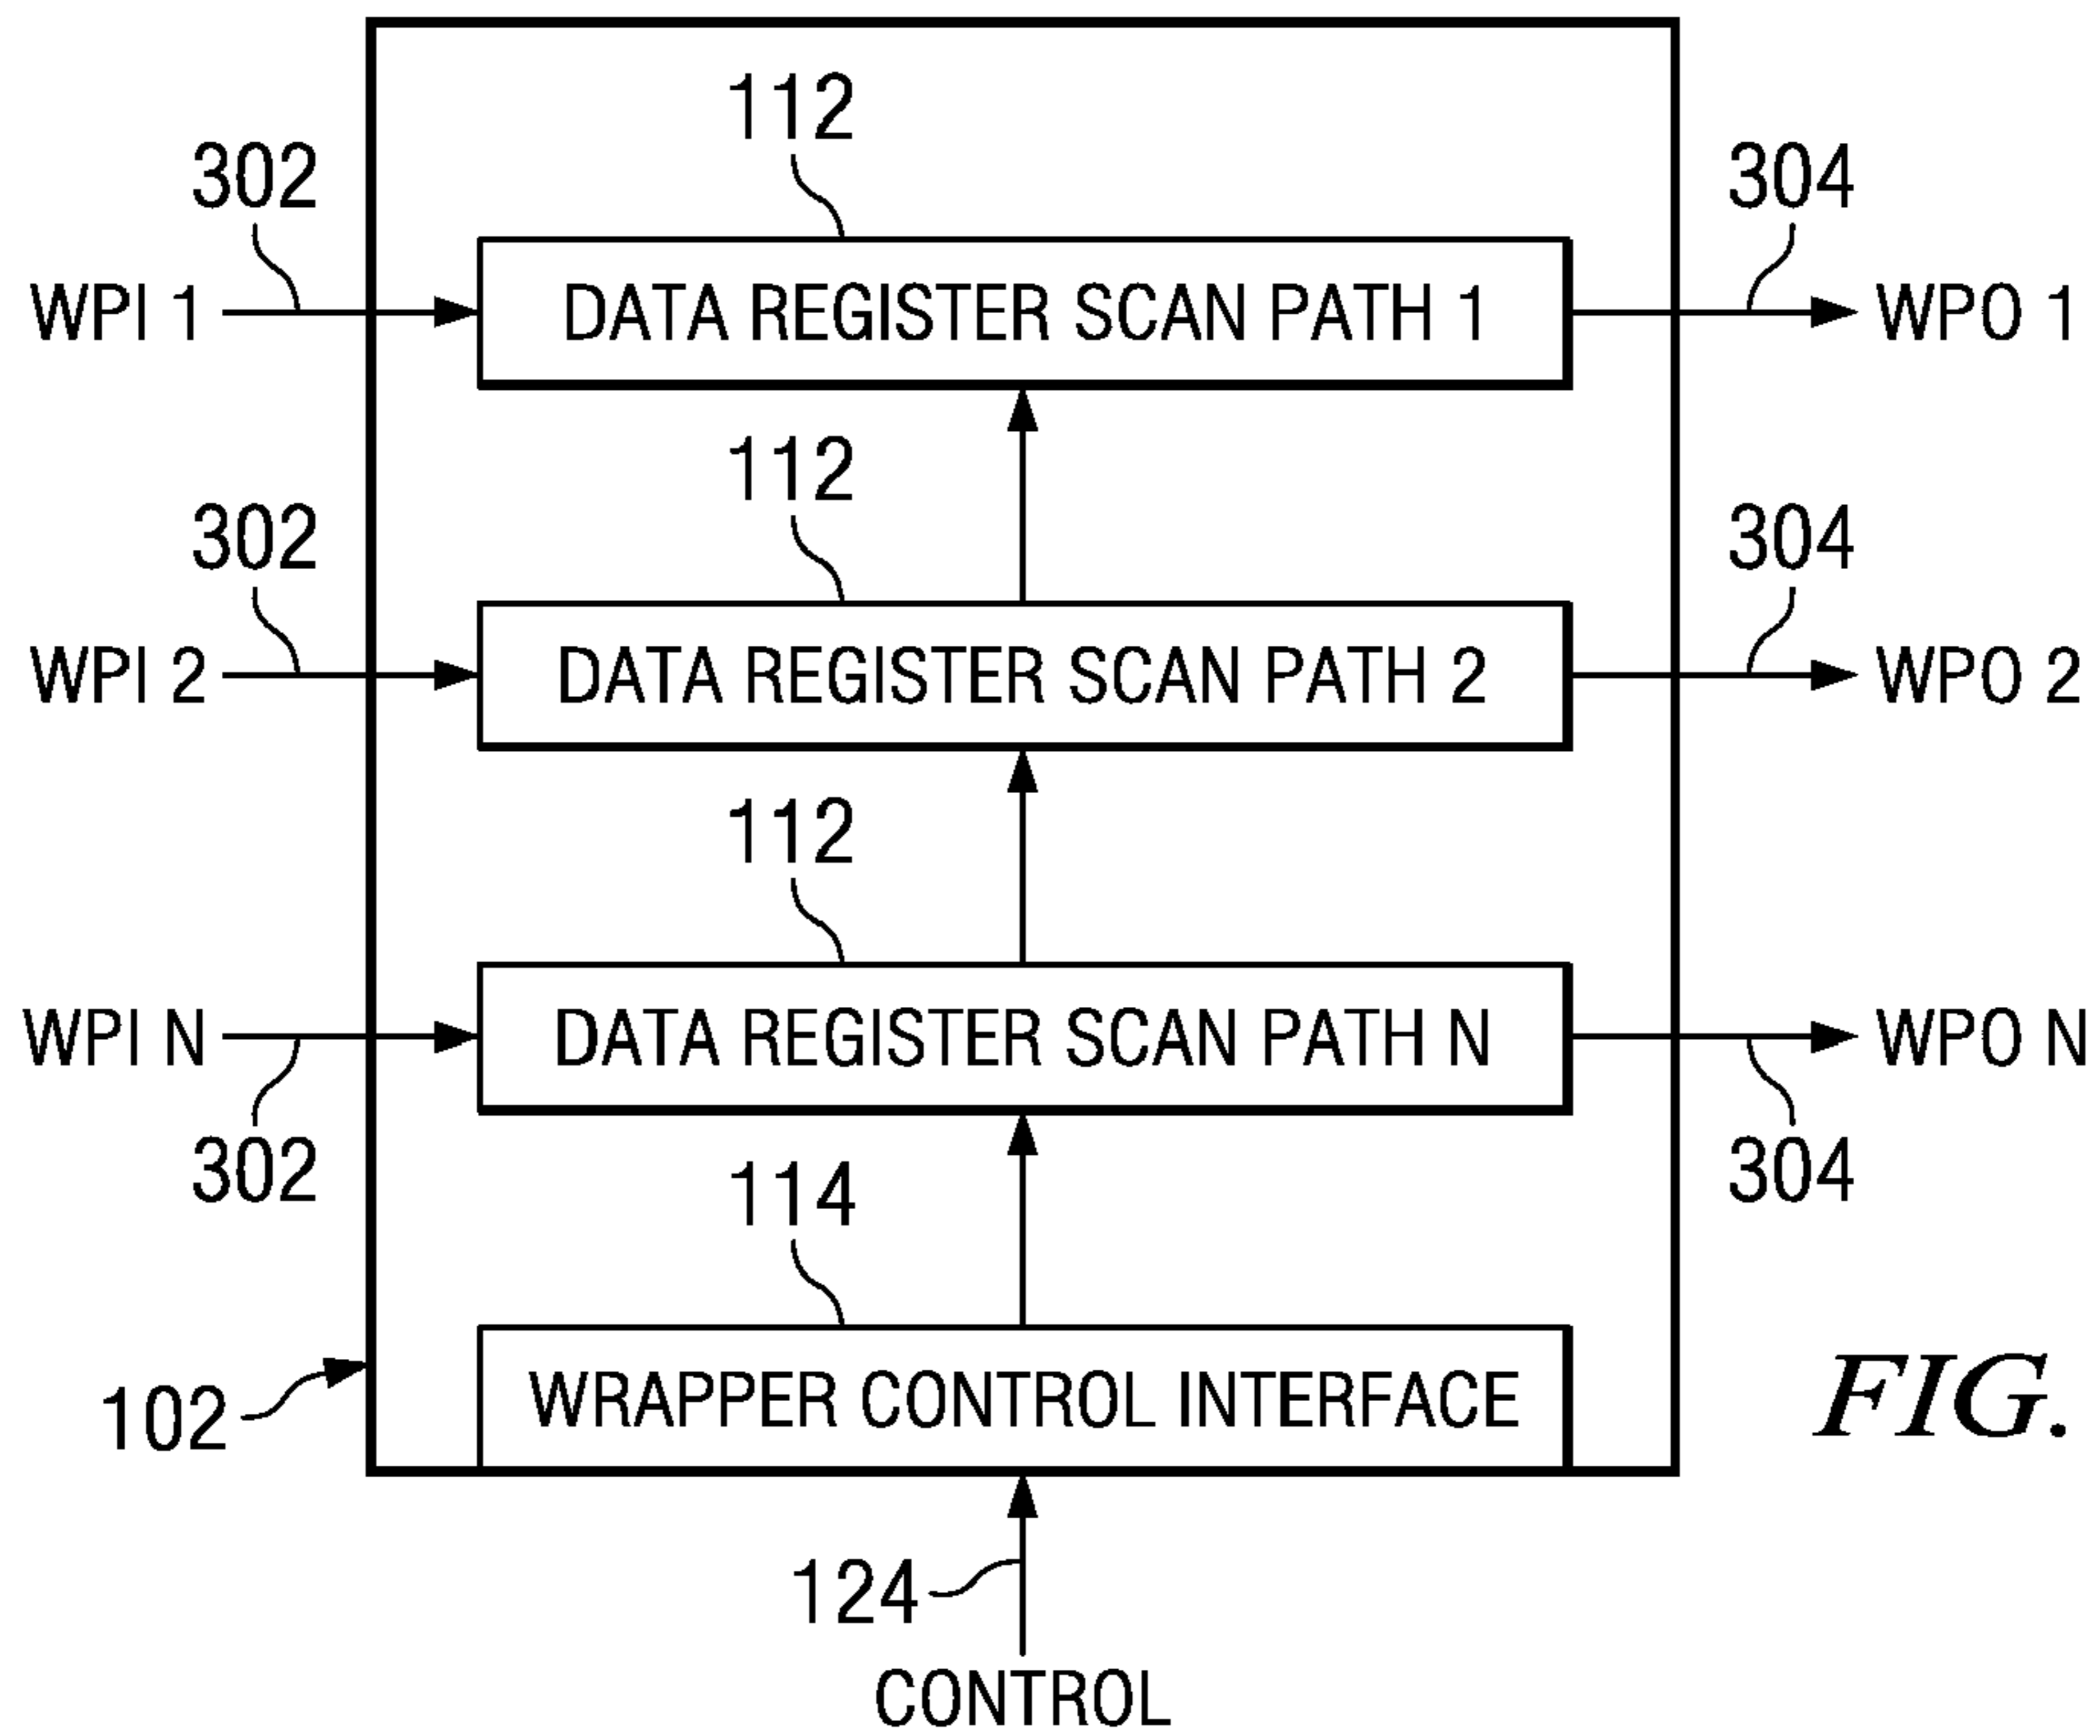 112
302
304
WPI 1
DATA REGISTER SCAN PATH 1
WPO 1
112
302
304
WPI 2
DATA REGISTER SCAN PATH 2
WPO 2
112
WPI N
DATA REGISTER SCAN PATH N
WPO N
302
304
114
102
WRAPPER CONTROL INTERFACE
FIG.
124
CONTROL